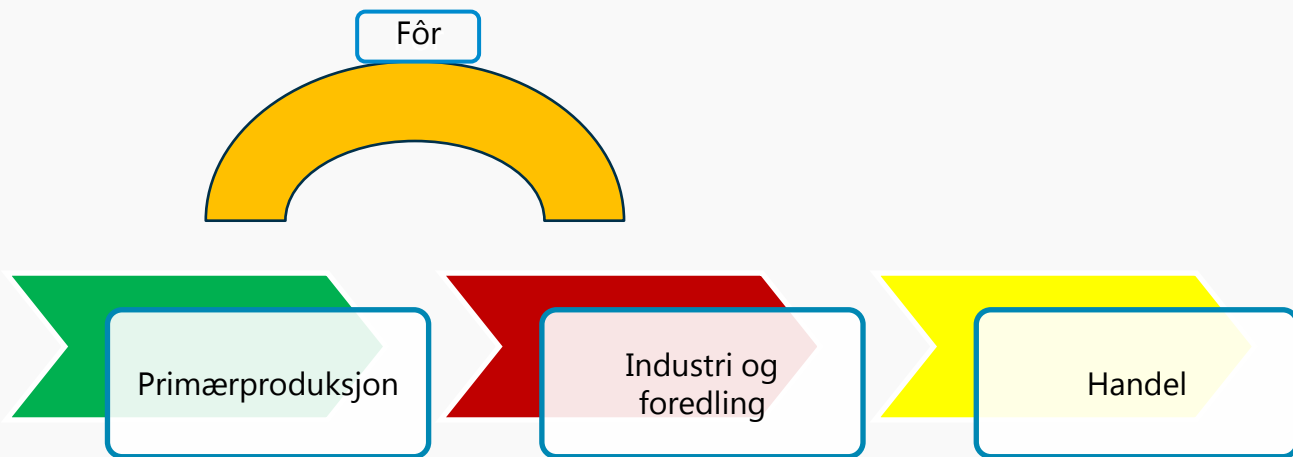 Fôr
Primærproduksjon
Industri og
foredling
Handel